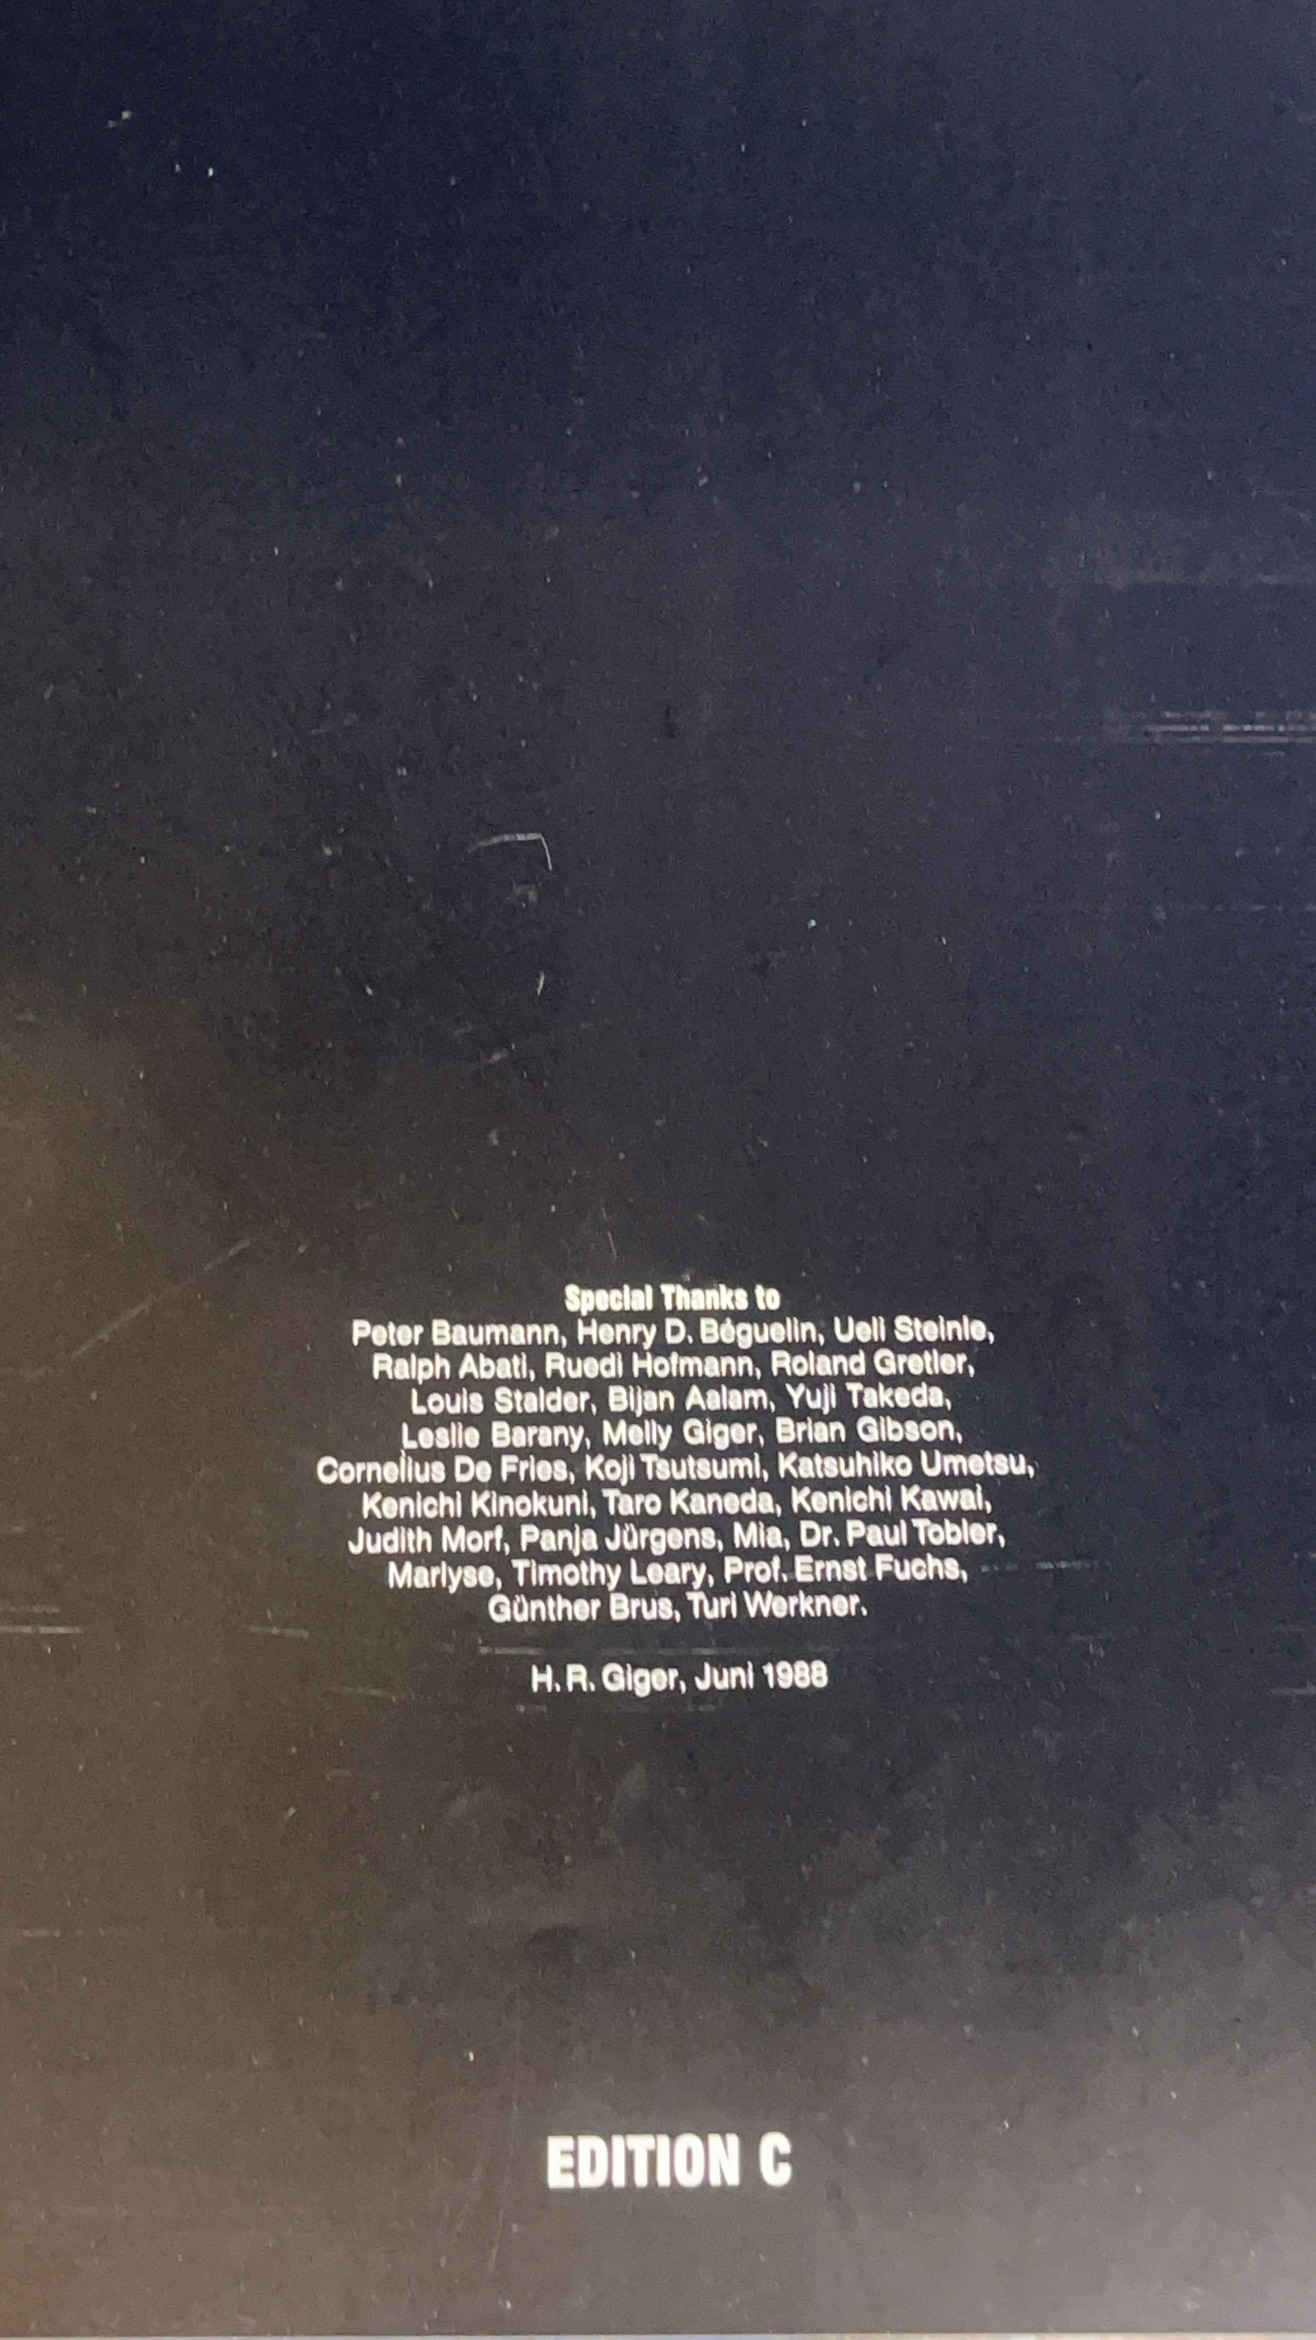 Special Thanks to
Peter Baumann, Henry D. Béguelin, Ueli Steinle,
Ralph Abati, Ruedi Hofmann, Roland Gretler,
Louis Stalder, Bijan Aalam, Yuji Takeda,
Leslie Barany, Melly Giger, Brian Gibson,
Cornelius De Fries, Koji Tsutsumi, Katsuhiko Umetsu,
Kenichi Kinokuni, Taro Kaneda, Kenichi Kawai,
Judith Morf, Panja Jürgens, Mia, Dr. Paul Tobler,
Marlyse, Timothy Leary, Prof. Ernst Fuchs,
Günther Brus, Turi Werkner.
H. R. Giger, Juni 1988
EDITION C